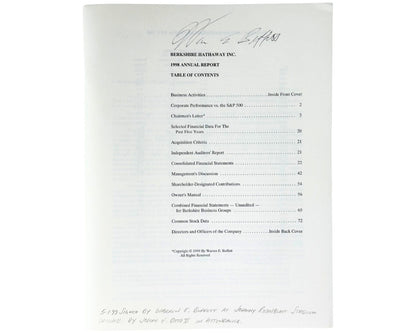 BERKSHIRE HATHAWAY INC.
1998 ANNUAL REPORT
TABLE OF CONTENTS
Business Activities ........ Inside Front Cover
Corporate Performance vs. the S&P 500 ........ 2
Chairman's Letter* ........ 3
Selected Financial Data For The
Past Five Years ........ 20
Acquisition Criteria ........ 21
Independent Auditors' Report ........ 21
Consolidated Financial Statements ........ 22
Management's Discussion ........ 42
Shareholder-Designated Contributions ........ 54
Owner's Manual ........ 56
Combined Financial Statements — Unaudited —
for Berkshire Business Groups ........ 65
Common Stock Data ........ 72
Directors and Officers of the Company ........ Inside Back Cover
*Copyright © 1999 By Warren E. Buffett
All Rights Reserved
SIGNED BY WARREN E. BUFFETT AT JOHNNY ROSENBLATT STADIUM
BY IN ATTENDANCE